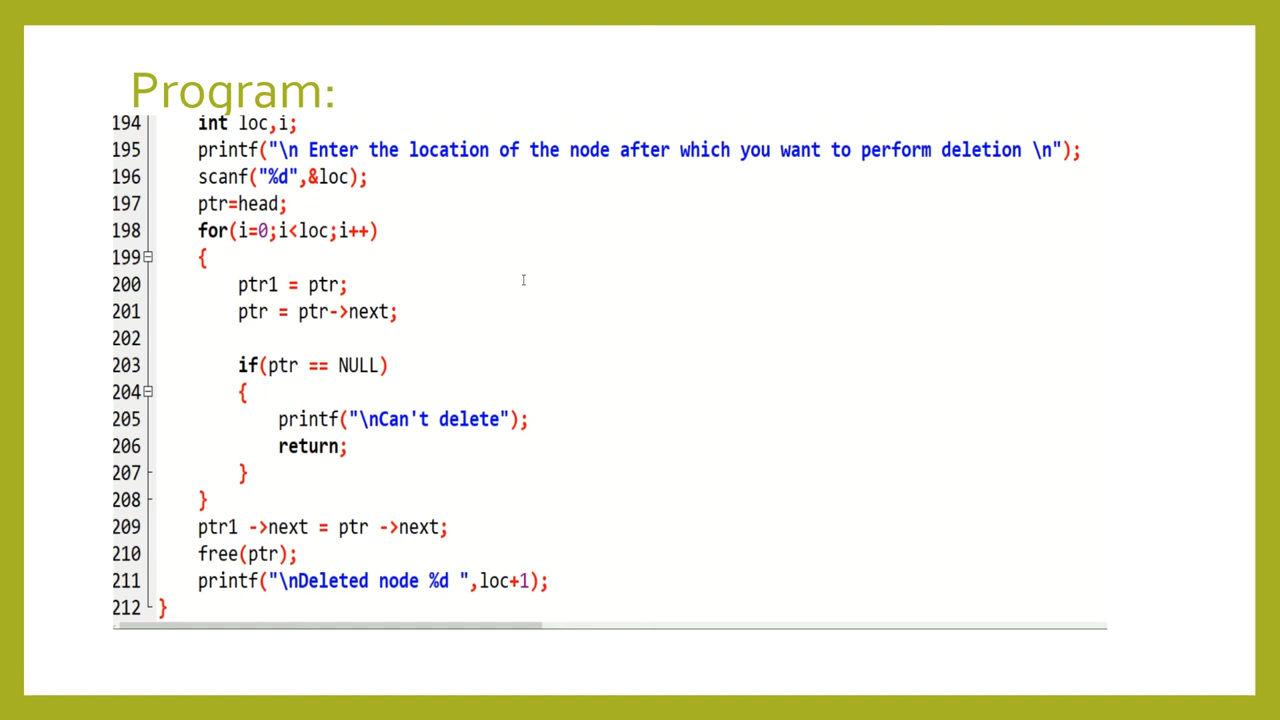 Program:
194 int loc,i;
195 printf("\n Enter the location of the node after which you want to perform deletion \n");
196 scanf("%d",&loc);
197 ptr=head;
198 for(i=0;i<loc;i++)
199 {
200 ptr1 = ptr;
201 ptr = ptr->next;
202
203 if(ptr == NULL)
204 {
205 printf("\nCan't delete");
206 return;
207 }
208 }
209 ptr1 ->next = ptr ->next;
210 free(ptr);
211 printf("\nDeleted node %d ",loc+1);
212 }